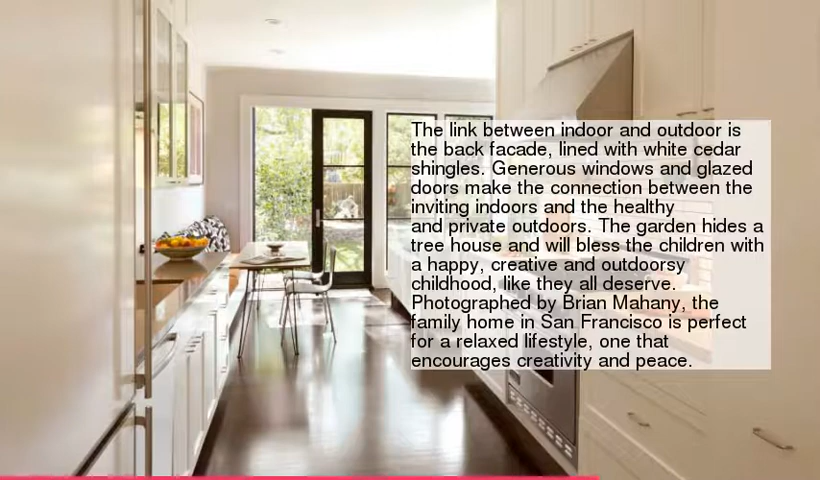 The link between indoor and outdoor is
the back facade, lined with white cedar
shingles. Generous windows and glazed
doors make the connection between the
inviting indoors and the healthy
and private outdoors. The garden hides a
tree house and will bless the children with
a happy, creative and outdoorsy
childhood, like they all deserve.
Photographed by Brian Mahany, the
family home in San Francisco is perfect
for a relaxed lifestyle, one that
encourages creativity and peace.